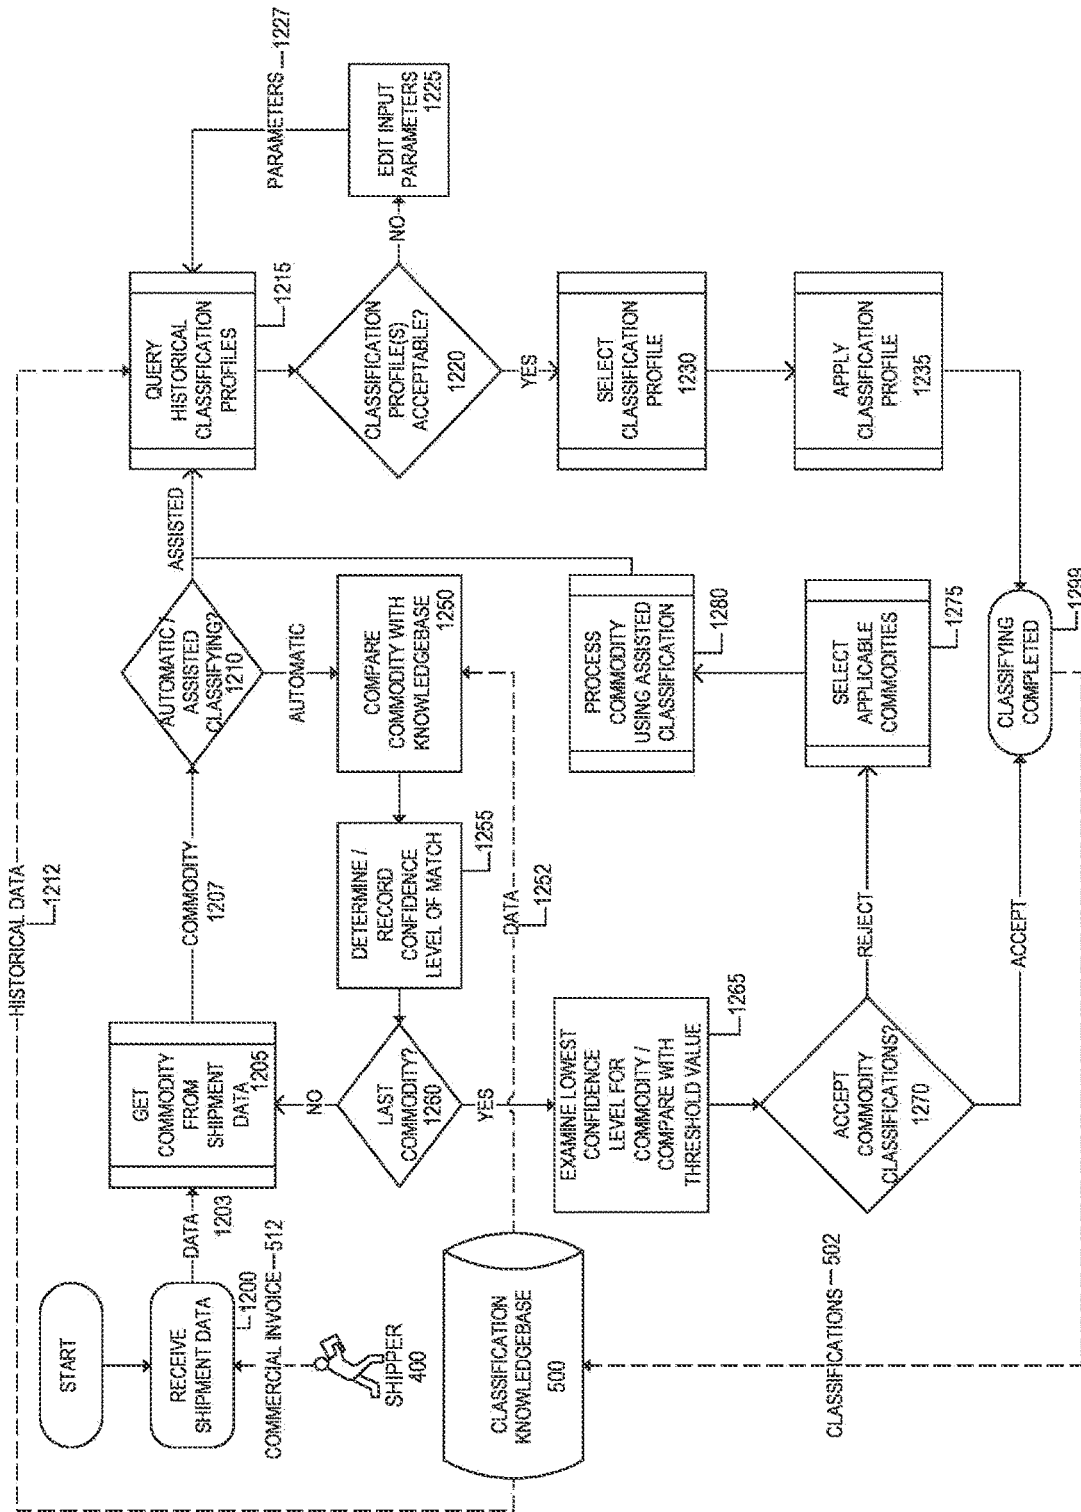 START
RECEIVE
SHIPMENT DATA
1200
COMMERCIAL INVOICE
512
SHIPPER
400
DATA
1203
GET
COMMODITY
FROM
SHIPMENT
DATA
1205
COMMODITY
1207
AUTOMATIC /
ASSISTED
CLASSIFYING?
1210
ASSISTED
AUTOMATIC
HISTORICAL DATA
1212
QUERY
HISTORICAL
CLASSIFICATION
PROFILES
1215
PARAMETERS
1227
EDIT INPUT
PARAMETERS
1225
NO
CLASSIFICATION
PROFILE(S)
ACCEPTABLE?
1220
YES
SELECT
CLASSIFICATION
PROFILE
1230
APPLY
CLASSIFICATION
PROFILE
1235
COMPARE
COMMODITY WITH
KNOWLEDGEBASE
1250
DETERMINE /
RECORD
CONFIDENCE
LEVEL OF MATCH
1255
LAST
COMMODITY?
1260
NO
YES
DATA
1252
CLASSIFICATION
KNOWLEDGEBASE
500
EXAMINE LOWEST
CONFIDENCE
LEVEL FOR
COMMODITY /
COMPARE WITH
THRESHOLD VALUE
1265
ACCEPT
COMMODITY
CLASSIFICATIONS?
1270
REJECT
ACCEPT
SELECT
APPLICABLE
COMMODITIES
1275
PROCESS
COMMODITY
USING ASSISTED
CLASSIFICATION
1280
CLASSIFYING
COMPLETED
1299
CLASSIFICATIONS
502